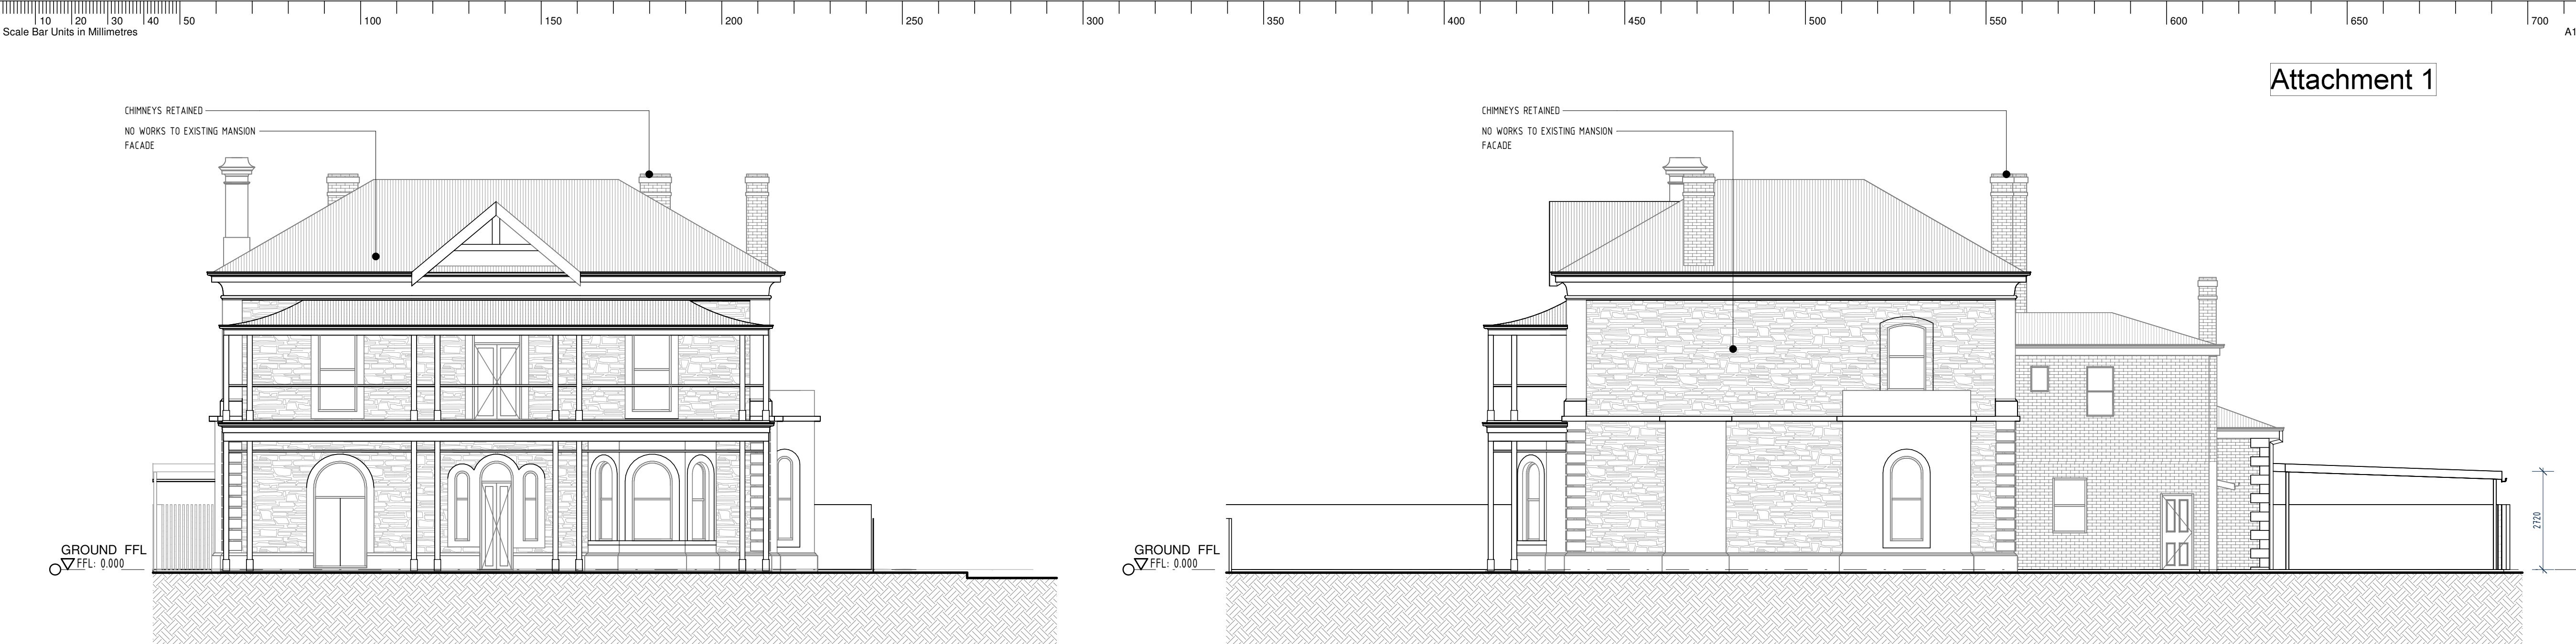 10 20 30 40 50 100 150 200 250 300 350 400 450 500 550 600 650 700
Scale Bar Units in Millimetres
A1
Attachment 1
CHIMNEYS RETAINED
NO WORKS TO EXISTING MANSION
FACADE
GROUND FFL
FFL: 0.000
CHIMNEYS RETAINED
NO WORKS TO EXISTING MANSION
FACADE
GROUND FFL
FFL: 0.000
2720